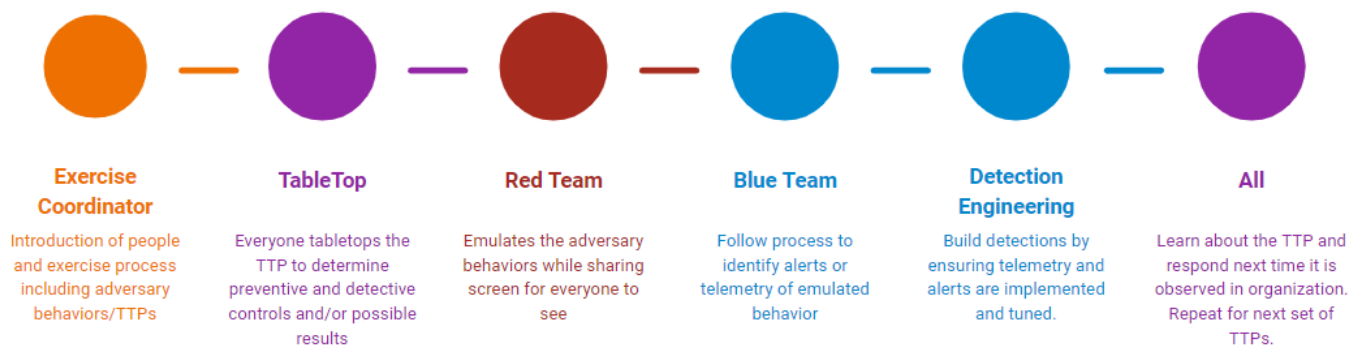 Exercise
Coordinator
Introduction of people
and exercise process
including adversary
behaviors/TTPs
TableTop
Everyone tabletops the
TTP to determine
preventive and detective
controls and/or possible
results
Red Team
Emulates the adversary
behaviors while sharing
screen for everyone to
see
Blue Team
Follow process to
identify alerts or
telemetry of emulated
behavior
Detection
Engineering
Build detections by
ensuring telemetry and
alerts are implemented
and tuned.
All
Learn about the TTP and
respond next time it is
observed in organization.
Repeat for next set of
TTPs.